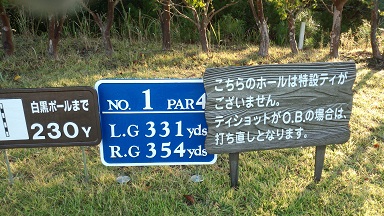 白黒ポールまで
230Y
NO. 1 PAR4
L.G 331yds
R.G 354yds
こちらのホールは特設ティが
ございません。
ティショットがO.B.の場合は、
打ち直しとなります。